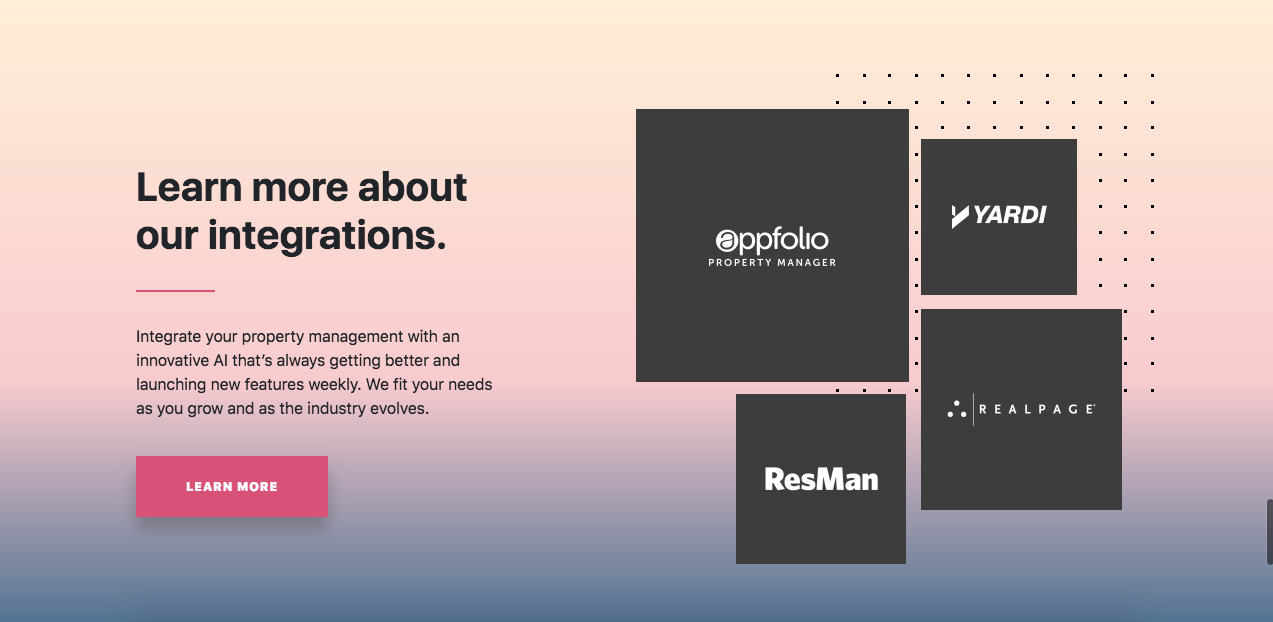 Learn more about
our integrations.
Integrate your property management with an
innovative AI that’s always getting better and
launching new features weekly. We fit your needs
as you grow and as the industry evolves.
LEARN MORE
appfolio
PROPERTY MANAGER
YARDI
REALPAGE
ResMan